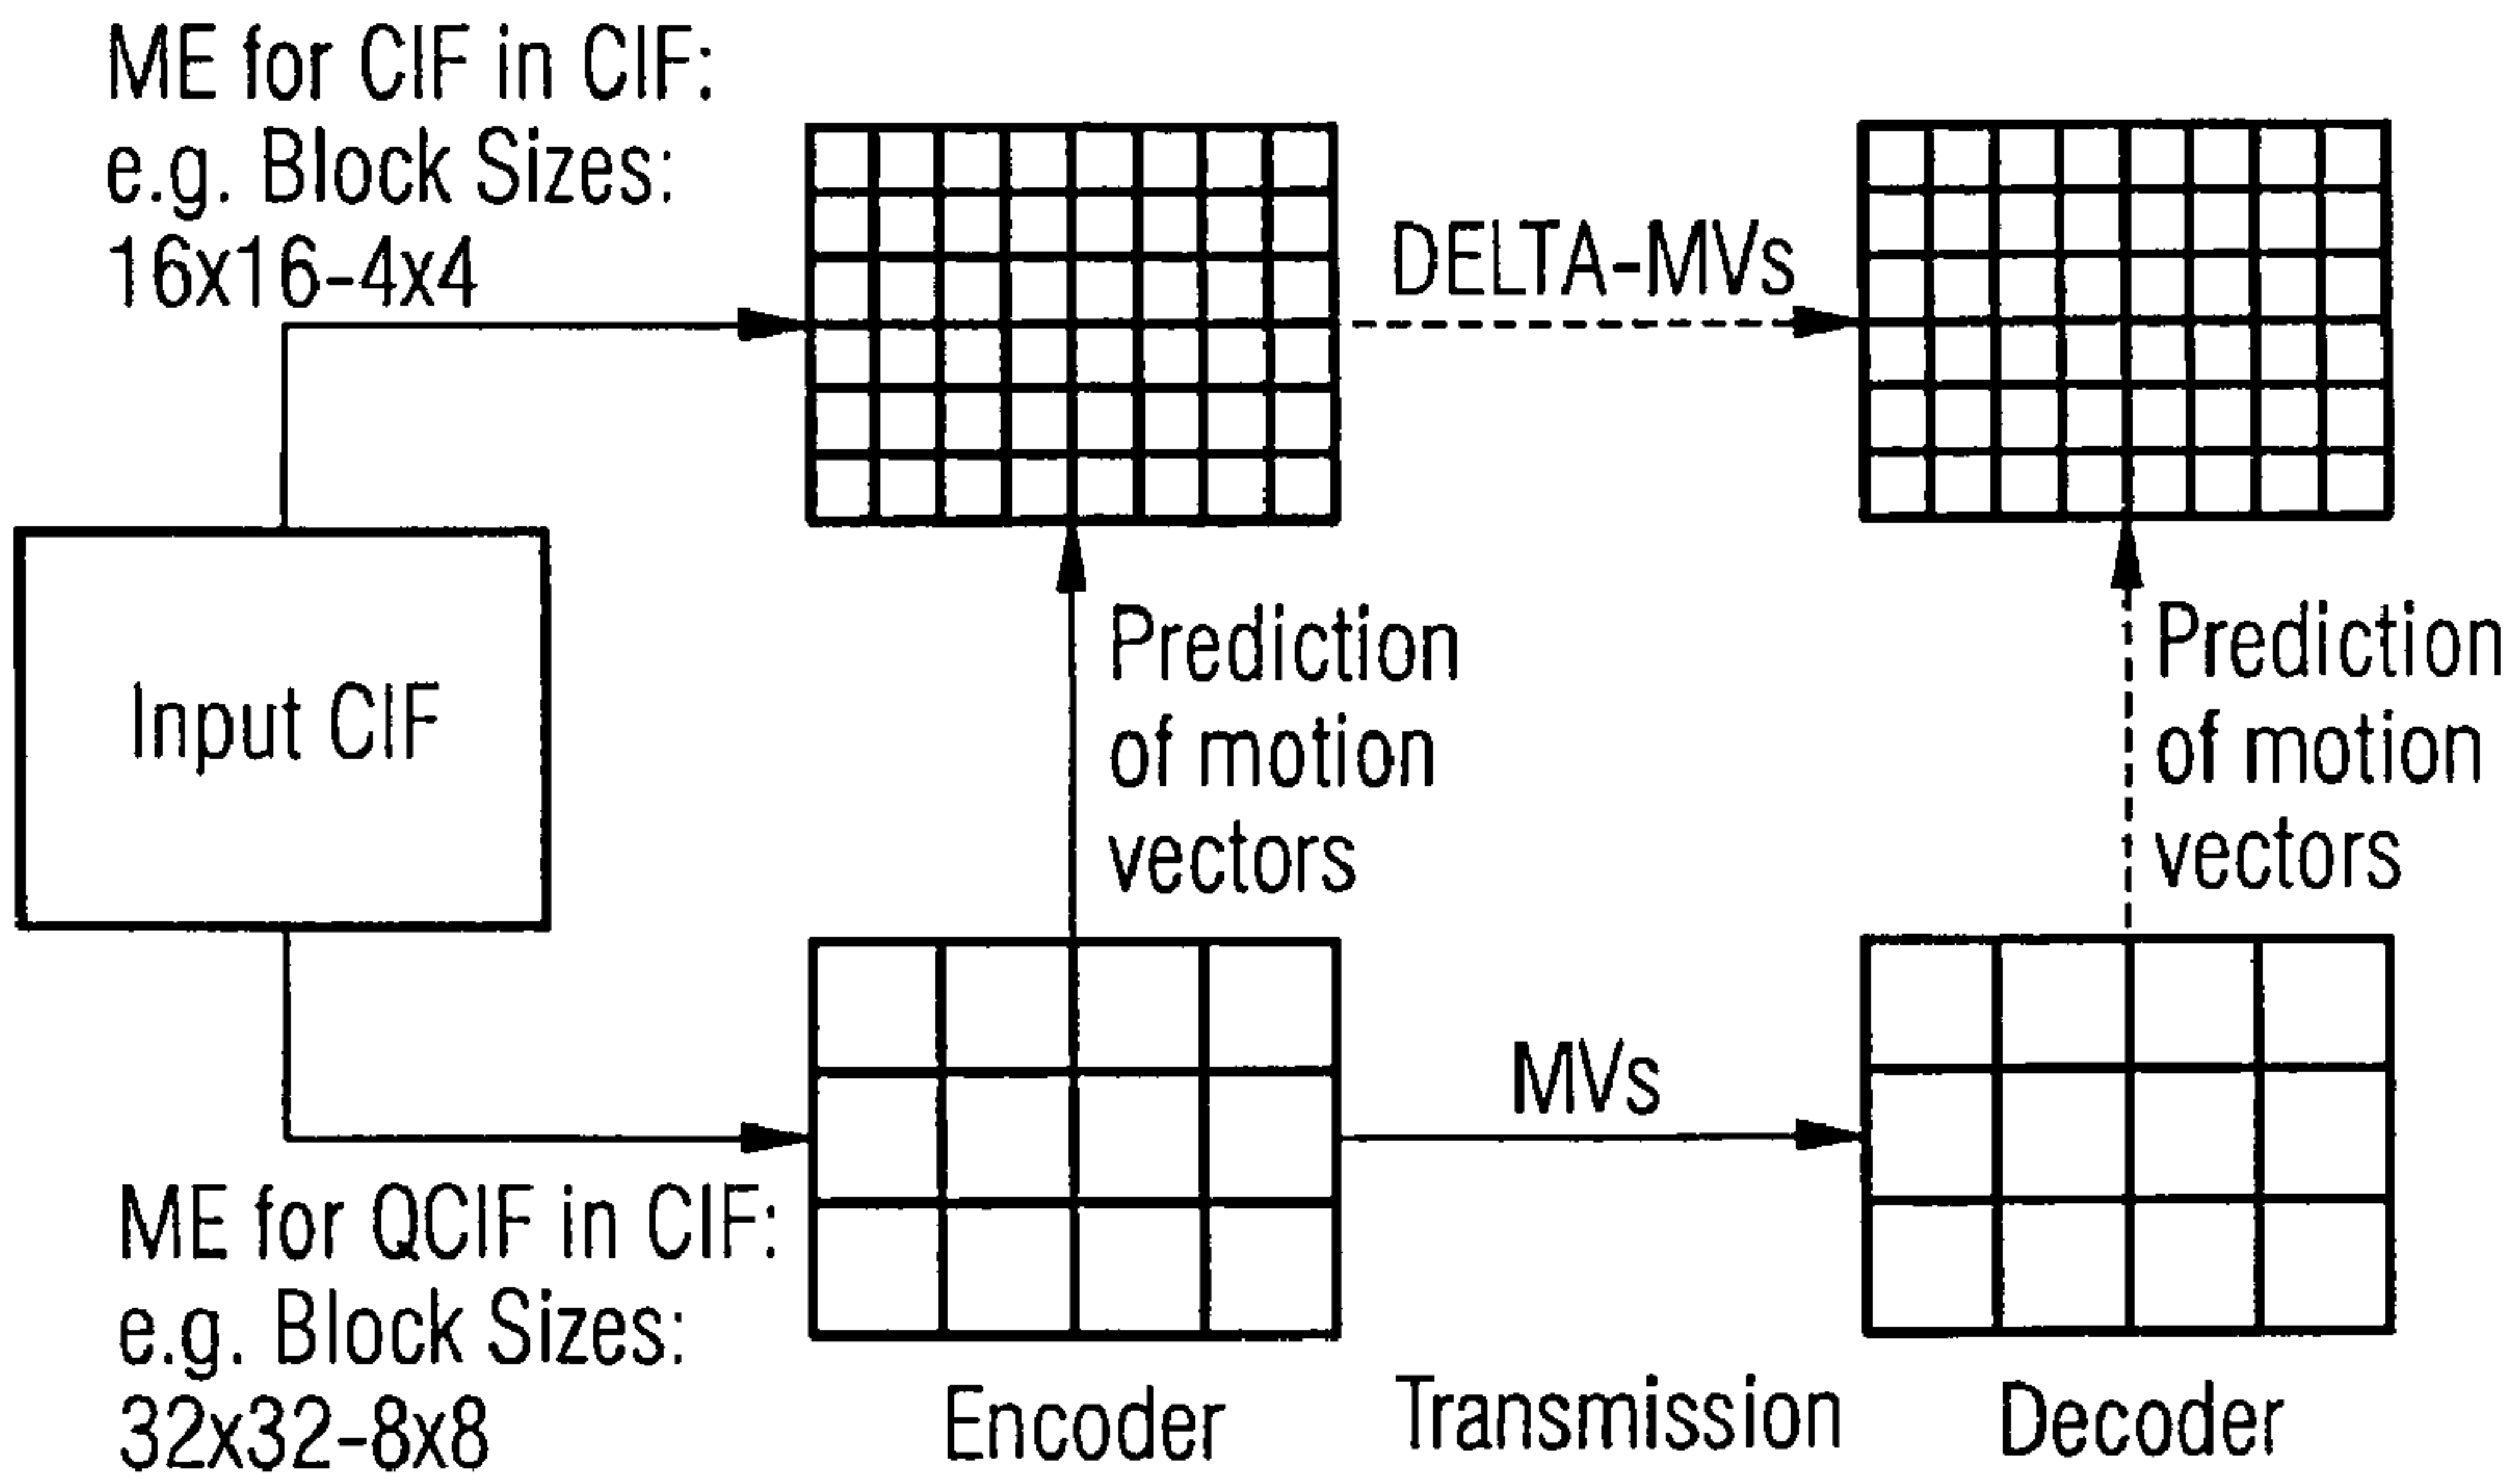 ME for CIF in CIF:
e.g. Block Sizes:
16x16-4x4
DELTA-MVs
Input CIF
Prediction
of motion
vectors
Prediction
of motion
vectors
MVs
ME for QCIF in CIF:
e.g. Block Sizes:
32x32-8x8
Encoder
Transmission
Decoder